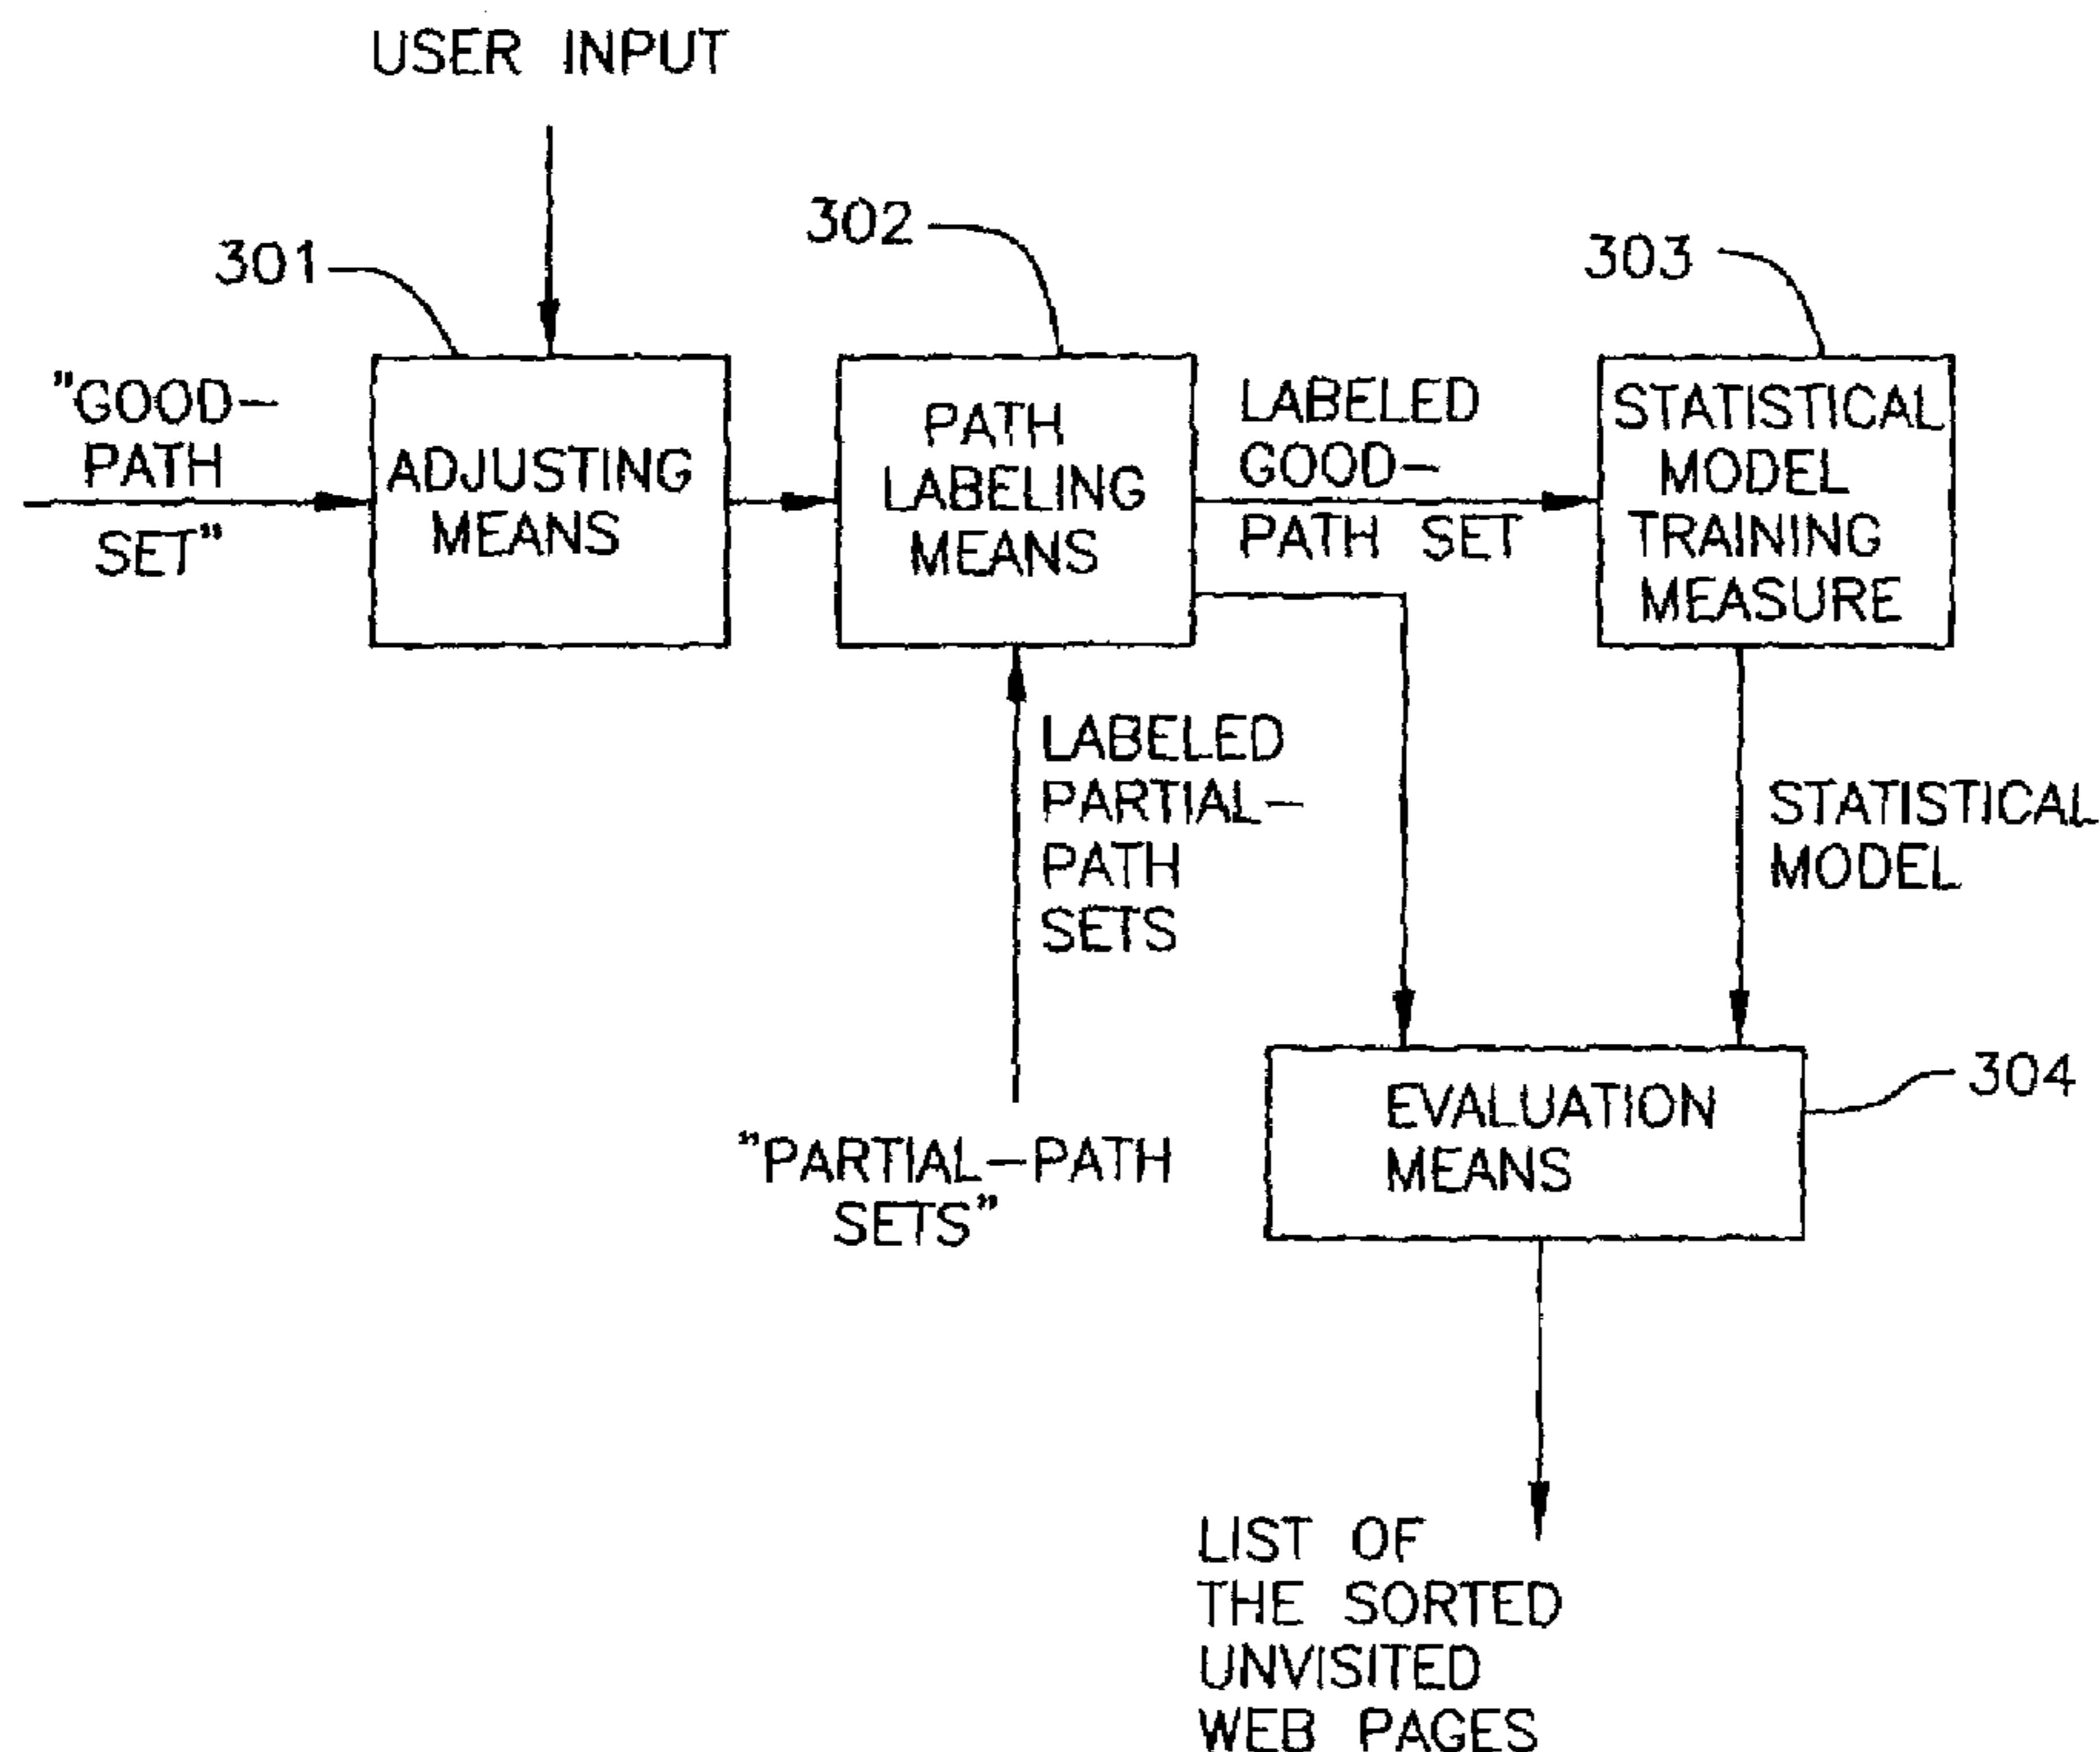 USER INPUT
301
302
303
"GOOD-
PATH
SET"
ADJUSTING
MEANS
PATH
LABELING
MEANS
LABELED
GOOD-
PATH SET
STATISTICAL
MODEL
TRAINING
MEASURE
LABELED
PARTIAL-
PATH
SETS
STATISTICAL
MODEL
"PARTIAL-PATH
SETS"
EVALUATION
MEANS
304
LIST OF
THE SORTED
UNVISITED
WEB PAGES